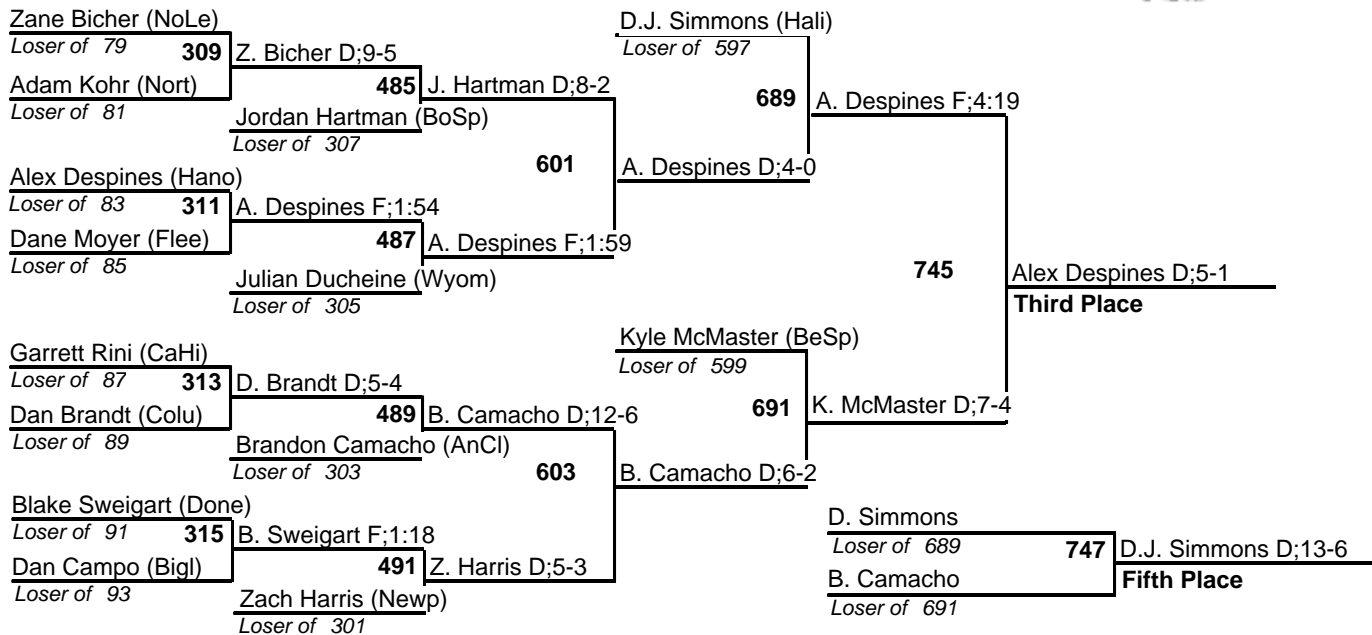 Zane Bicher (NoLe)
Loser of 79
309
Z. Bicher D;9-5
Adam Kohr (Nort)
Loser of 81
485
J. Hartman D;8-2
Jordan Hartman (BoSp)
Loser of 307
Alex Despines (Hano)
Loser of 83
311
A. Despines F;1:54
Dane Moyer (Flee)
Loser of 85
487
A. Despines F;1:59
Julian Ducheine (Wyom)
Loser of 305
601
A. Despines D;4-0
D.J. Simmons (Hali)
Loser of 597
689
A. Despines F;4:19
Garrett Rini (CaHi)
Loser of 87
313
D. Brandt D;5-4
Dan Brandt (Colu)
Loser of 89
489
B. Camacho D;12-6
Brandon Camacho (AnCl)
Loser of 303
Blake Sweigart (Done)
Loser of 91
315
B. Sweigart F;1:18
Dan Campo (Bigl)
Loser of 93
491
Z. Harris D;5-3
Zach Harris (Newp)
Loser of 301
603
B. Camacho D;6-2
Kyle McMaster (BeSp)
Loser of 599
691
K. McMaster D;7-4
745
Alex Despines D;5-1
Third Place
D. Simmons
Loser of 689
747
D.J. Simmons D;13-6
B. Camacho
Fifth Place
Loser of 691